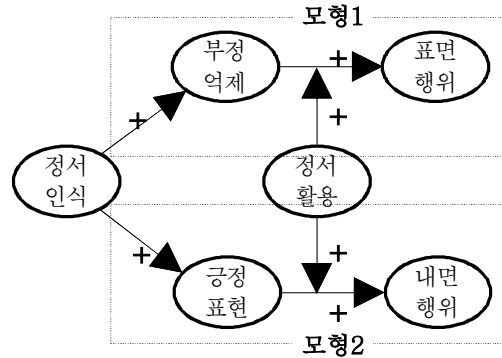 모형1
부정
억제
+
표면
행위
+
+
정서
인식
정서
활용
+
+
긍정
표현
+
내면
행위
모형2